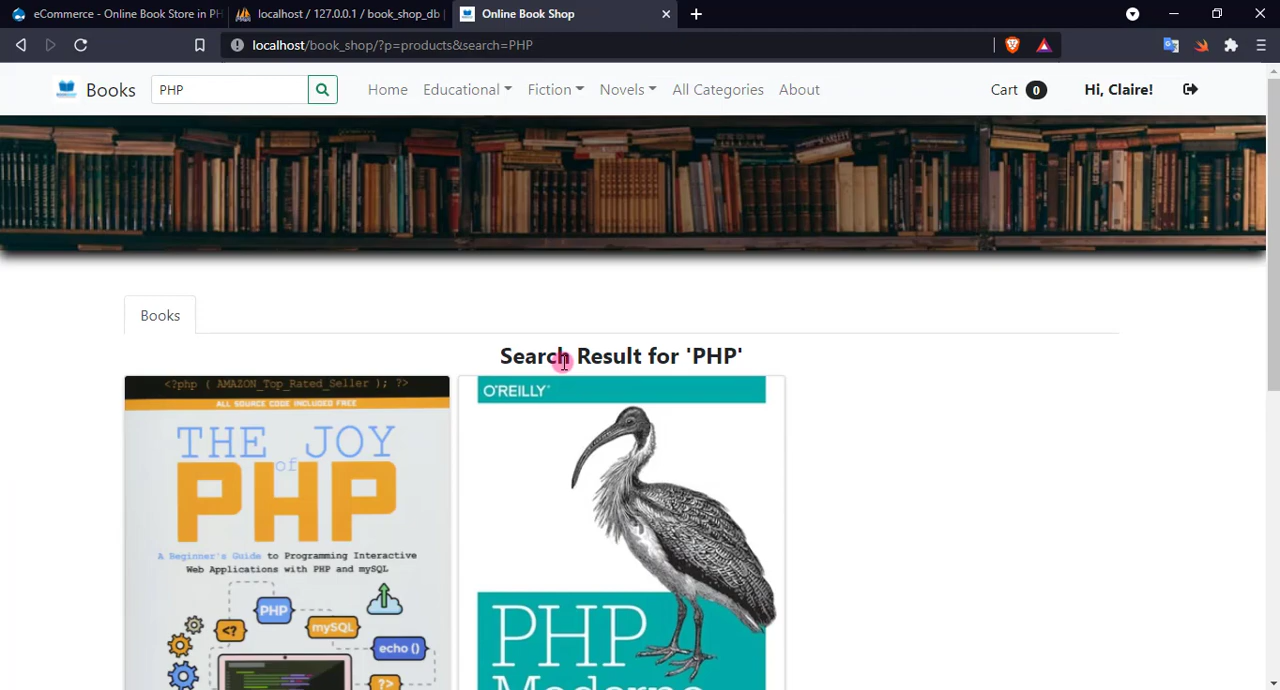 eCommerce - Online Book Store in PH
localhost / 127.0.0.1 / book_shop_db
Online Book Shop
localhost/book_shop/?p=products&search=PHP
Books
PHP
Home
Educational
Fiction
Novels
All Categories
About
Cart 0
Hi, Claire!
Books
Search Result for 'PHP'
<?php ( AMAZON_Top_Rated_Seller ); ?>
ALL SOURCE CODE INCLUDED FREE
THE JOY
of
PHP
A Beginner's Guide to Programming Interactive
Web Applications with PHP and mySQL
PHP
<?
mySQL
echo ()
?>
O'REILLY
PHP
Moderno